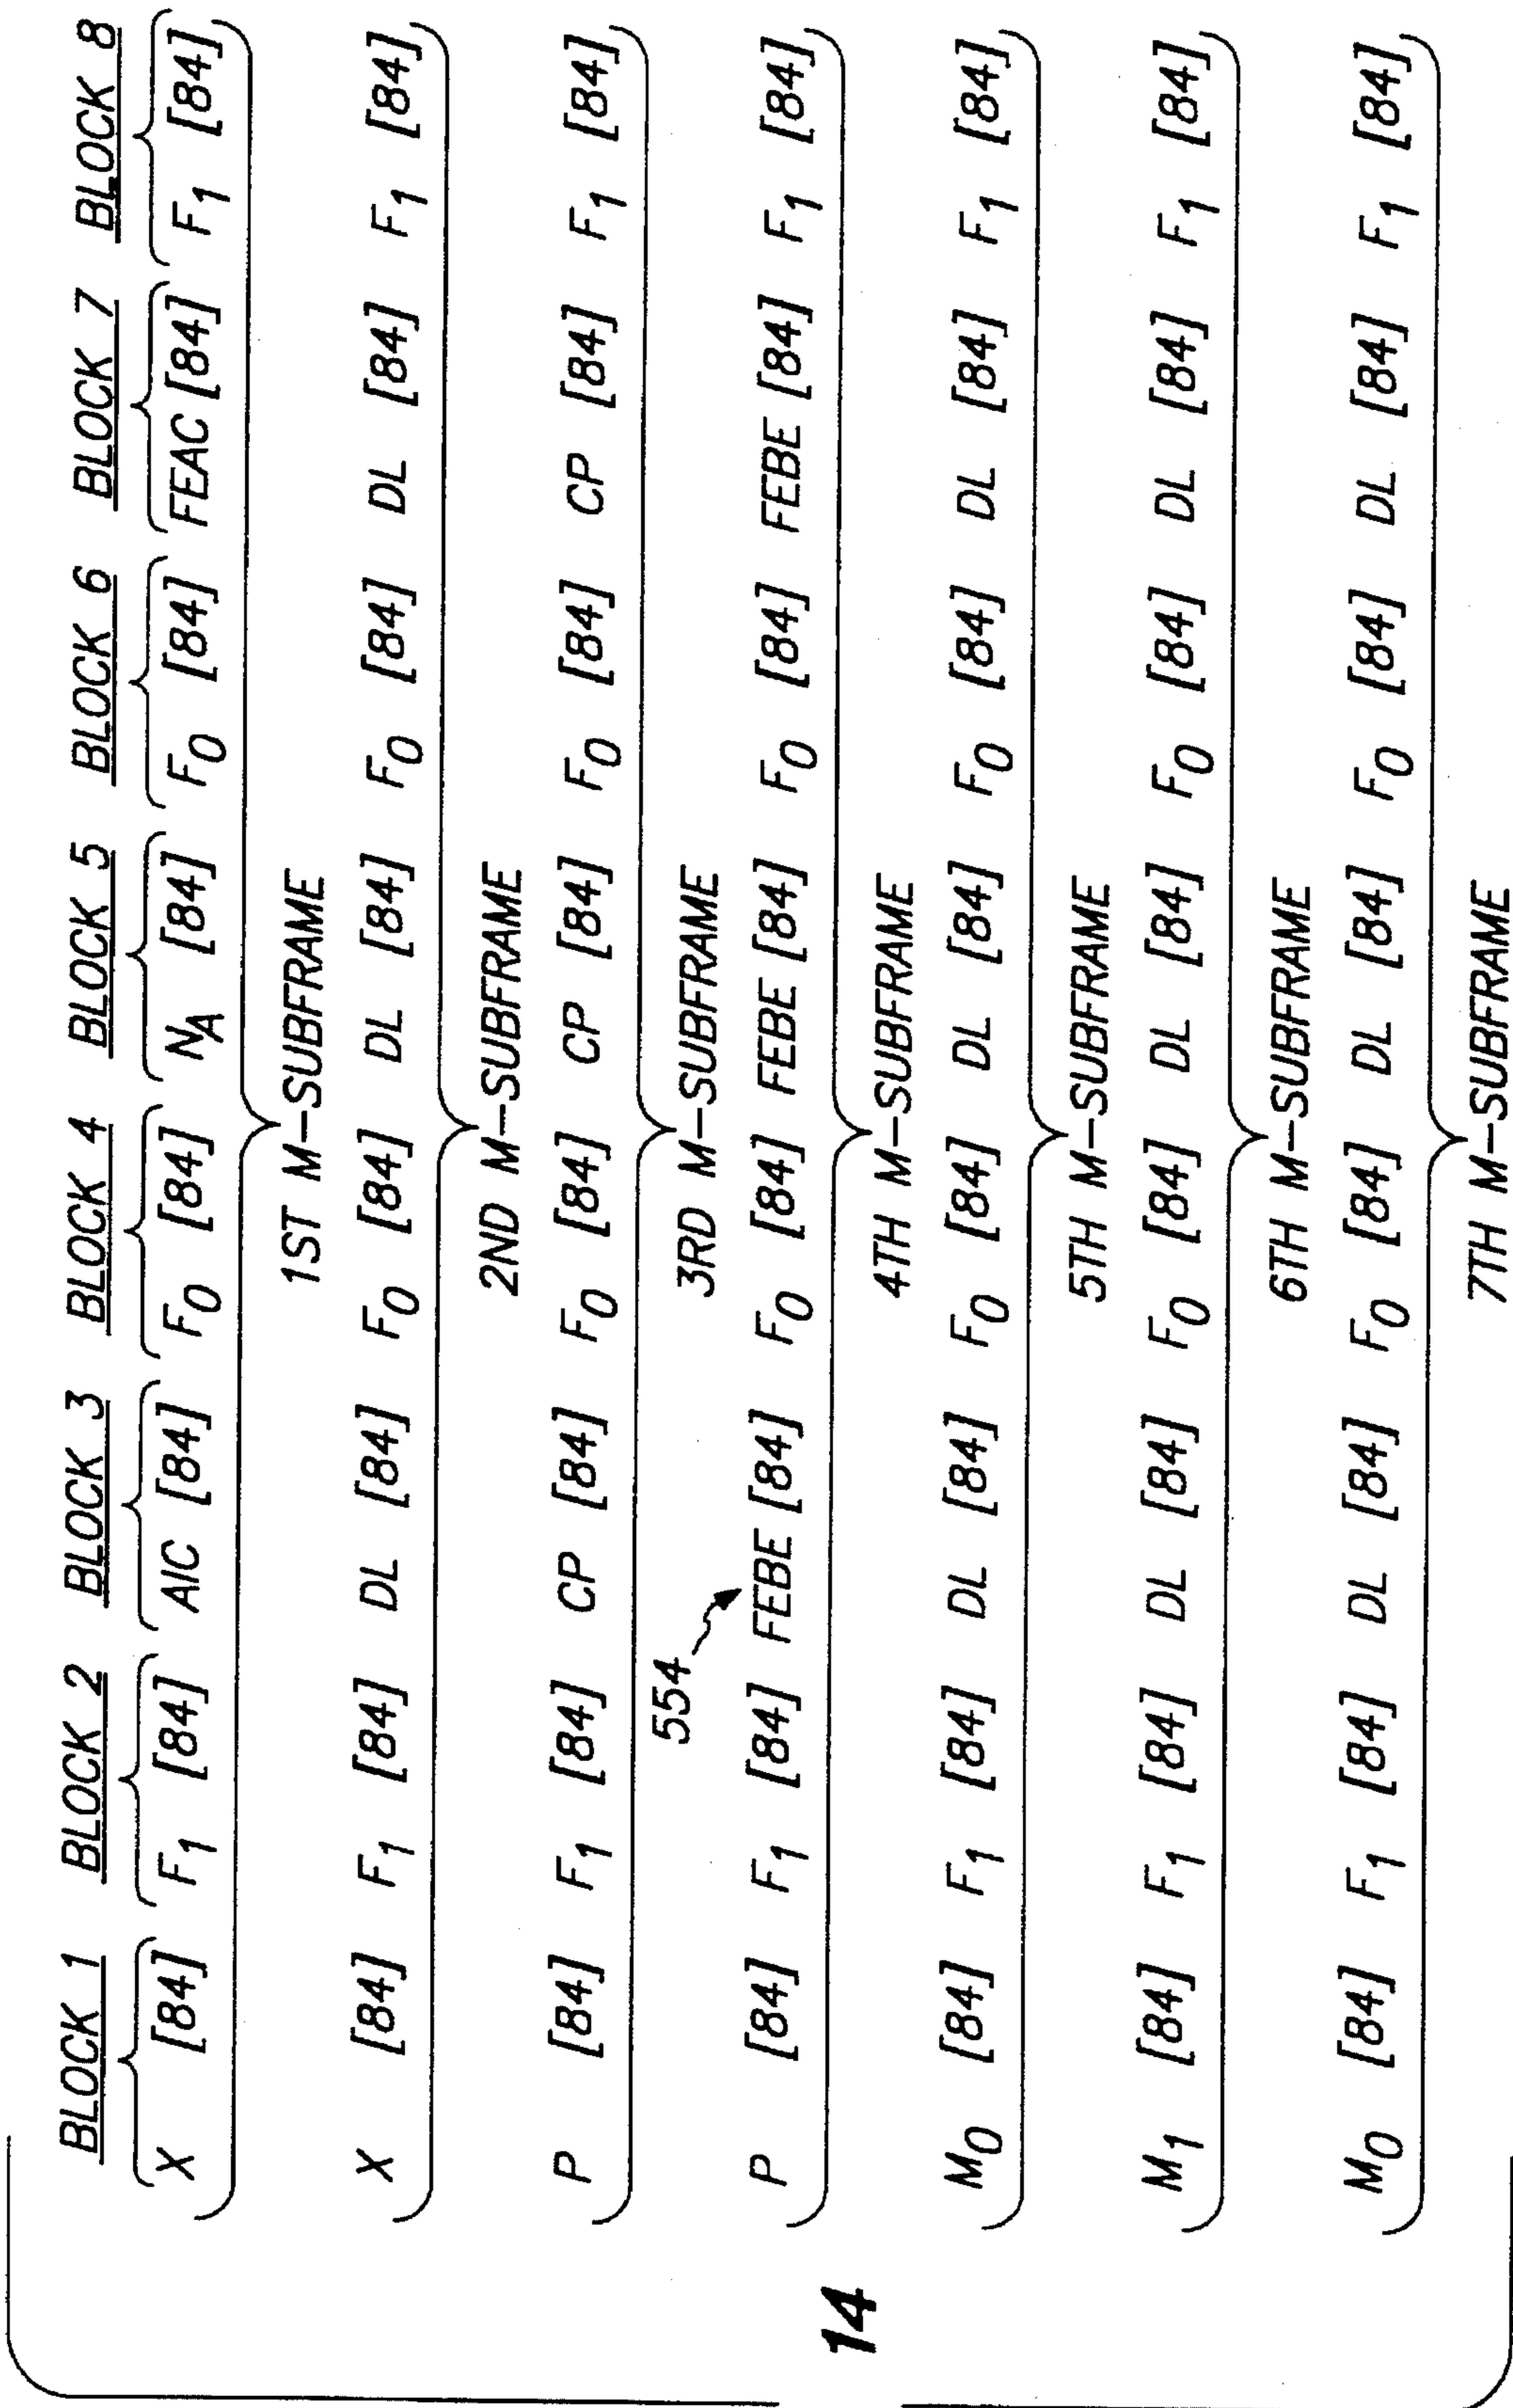 BLOCK 1 BLOCK 2 BLOCK 3 BLOCK 4 BLOCK 5 BLOCK 6 BLOCK 7 BLOCK 8
X [84] F1 [84] AIC [84] F0 [84] NA [84] F0 [84] FEAC [84] F1 [84]
1ST M-SUBFRAME
X [84] F1 [84] DL [84] F0 [84] DL [84] F0 [84] DL [84] F1 [84]
2ND M-SUBFRAME
P [84] F1 [84] CP [84] F0 [84] CP [84] F0 [84] CP [84] F1 [84]
3RD M-SUBFRAME
554
P [84] F1 [84] FEBE [84] F0 [84] FEBE [84] F0 [84] FEBE [84] F1 [84]
4TH M-SUBFRAME
14
M0 [84] F1 [84] DL [84] F0 [84] DL [84] F0 [84] DL [84] F1 [84]
5TH M-SUBFRAME
M1 [84] F1 [84] DL [84] F0 [84] DL [84] F0 [84] DL [84] F1 [84]
6TH M-SUBFRAME
M0 [84] F1 [84] DL [84] F0 [84] DL [84] F0 [84] DL [84] F1 [84]
7TH M-SUBFRAME